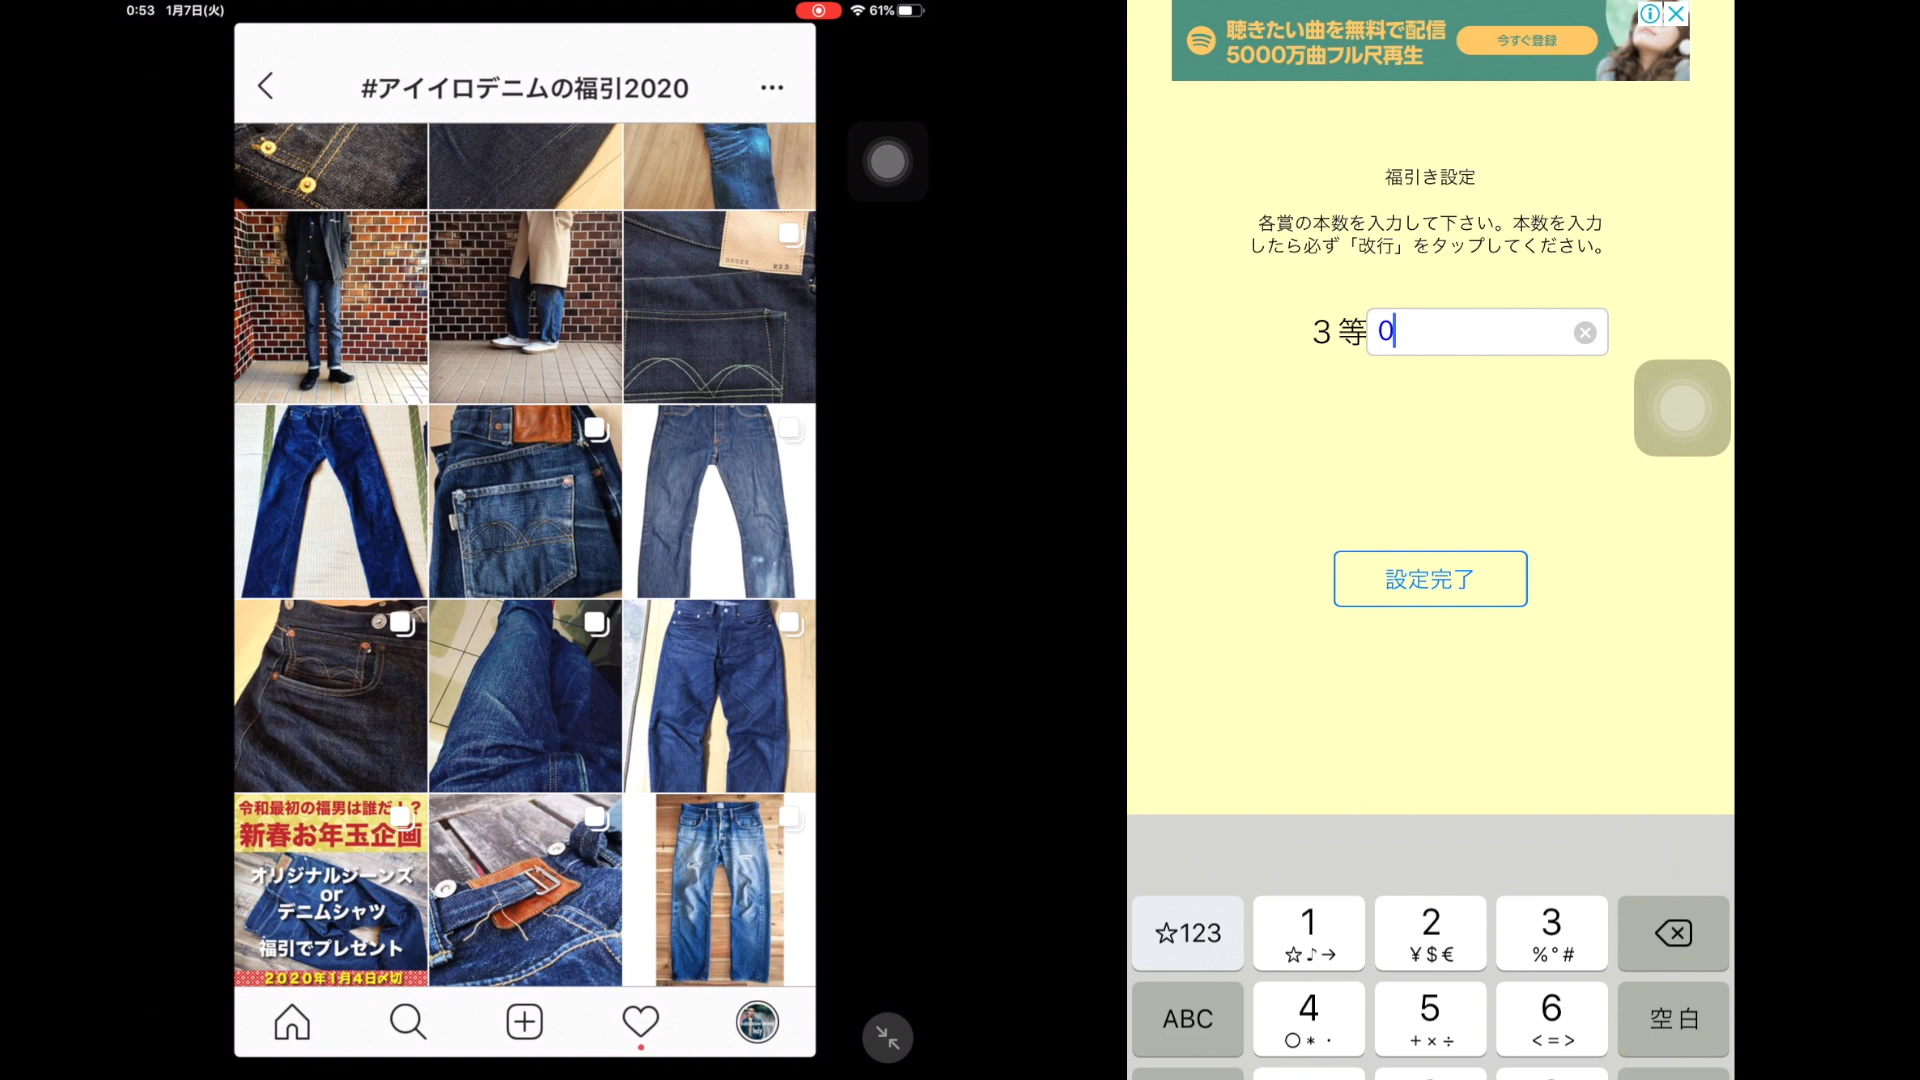 0:53 1月7日(火)
61%
#アイイロデニムの福引2020
令和最初の福男は誰だ!?
新春お年玉企画
オリジナルジーンズ
or
デニムシャツ
福引でプレゼント
2020年1月4日〆切
聴きたい曲を無料で配信
5000万曲フル尺再生
今すぐ登録
福引き設定
各賞の本数を入力して下さい。本数を入力
したら必ず「改行」をタップしてください。
3等 0
設定完了
☆123
1
☆♪→
2
¥$€
3
%°#
ABC
4
○*・
5
+×÷
6
<=>
空白